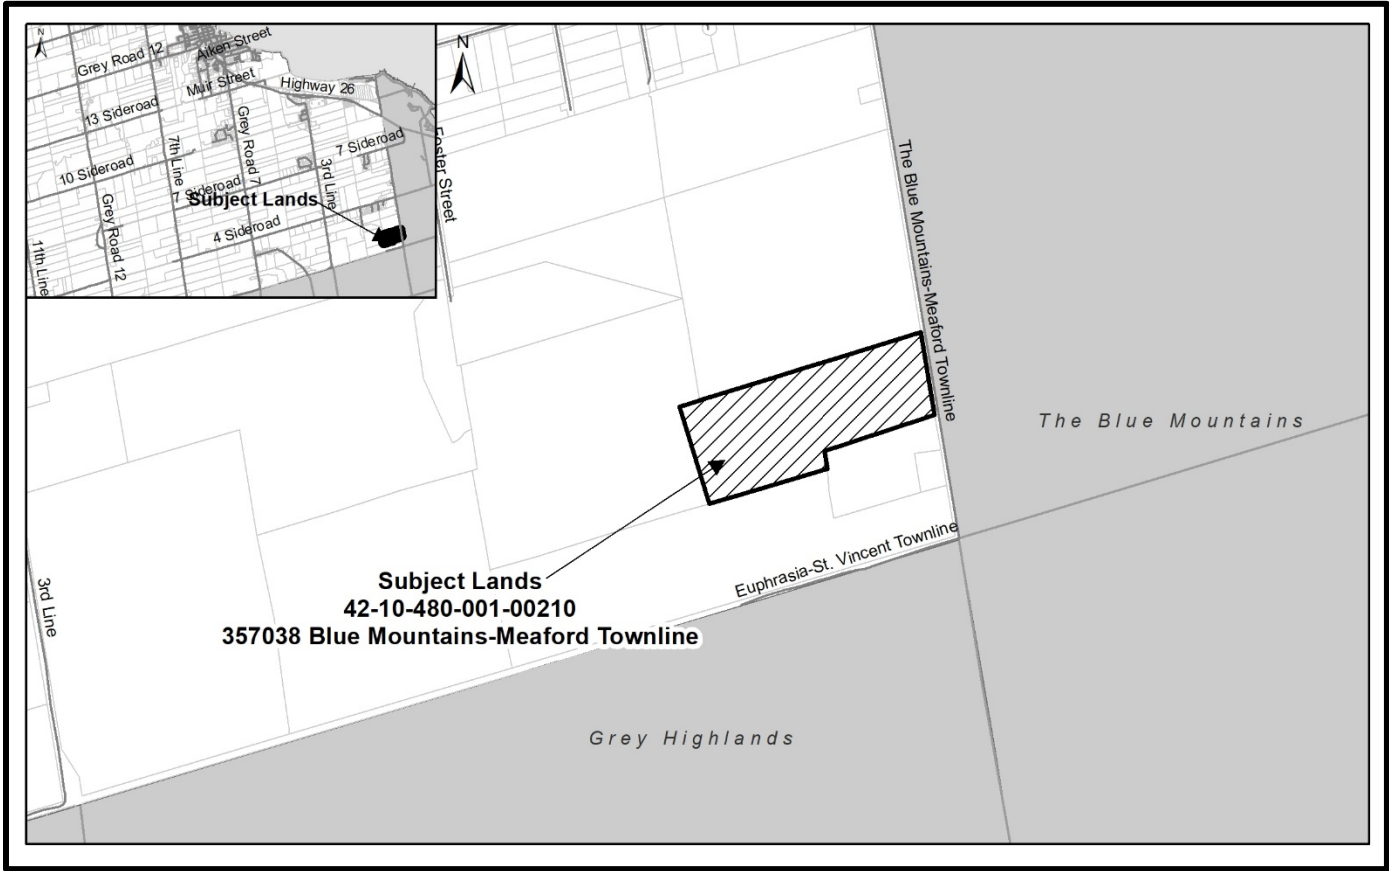 N
Grey Road 12
Aiken Street
Muir Street
Highway 26
13 Sideroad
7th Line
Grey Road 7
7 Sideroad
10 Sideroad
3rd Line
7 Sideroad
Subject Lands
Grey Road 12
4 Sideroad
11th Line
N
Foster Street
The Blue Mountains-Meaford Townline
The Blue Mountains
Euphrasia-St. Vincent Townline
Subject Lands
42-10-480-001-00210
357038 Blue Mountains-Meaford Townline
3rd Line
Grey Highlands